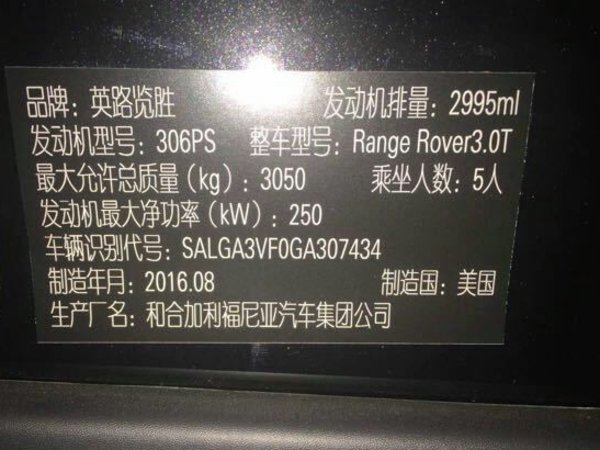 品牌：英路览胜 发动机排量：2995ml
发动机型号：306PS 整车型号：Range Rover3.0T
最大允许总质量（kg）：3050 乘坐人数：5人
发动机最大净功率（kW）：250
车辆识别代号：SALGA3VF0GA307434
制造年月：2016.08 制造国：美国
生产厂名：和合加利福尼亚汽车集团公司